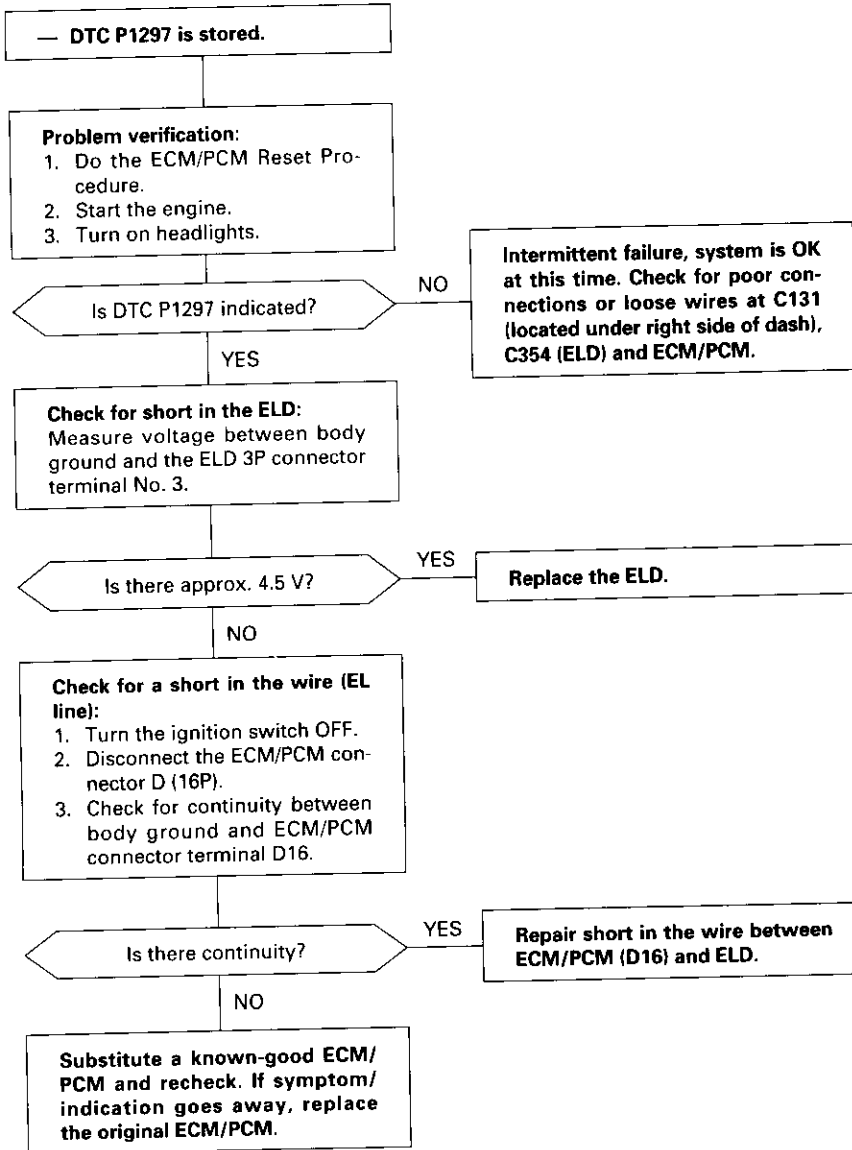 — DTC P1297 is stored.
Problem verification:
1. Do the ECM/PCM Reset Pro-
cedure.
2. Start the engine.
3. Turn on headlights.
Is DTC P1297 indicated?
NO
Intermittent failure, system is OK
at this time. Check for poor con-
nections or loose wires at C131
(located under right side of dash),
C354 (ELD) and ECM/PCM.
YES
Check for short in the ELD:
Measure voltage between body
ground and the ELD 3P connector
terminal No. 3.
Is there approx. 4.5 V?
YES
Replace the ELD.
NO
Check for a short in the wire (EL
line):
1. Turn the ignition switch OFF.
2. Disconnect the ECM/PCM con-
nector D (16P).
3. Check for continuity between
body ground and ECM/PCM
connector terminal D16.
Is there continuity?
YES
Repair short in the wire between
ECM/PCM (D16) and ELD.
NO
Substitute a known-good ECM/
PCM and recheck. If symptom/
indication goes away, replace
the original ECM/PCM.